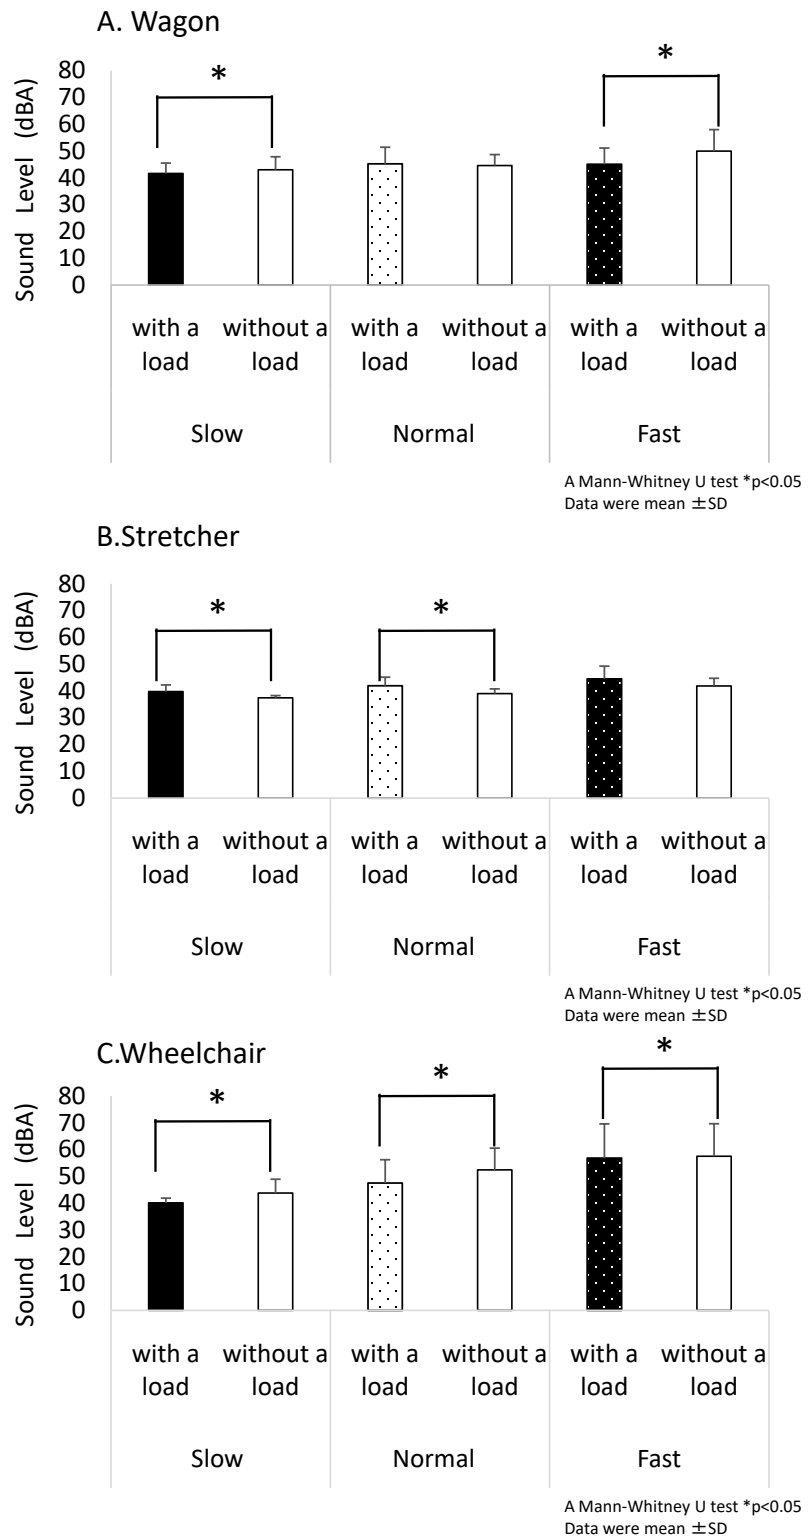 A. Wagon
Sound Level (dBA)
80
70
60
50
40
30
20
10
0
*
*
with a load
without a load
with a load
without a load
with a load
without a load
Slow
Normal
Fast
A Mann-Whitney U test *p<0.05
Data were mean ±SD
B.Stretcher
Sound Level (dBA)
80
70
60
50
40
30
20
10
0
*
*
with a load
without a load
with a load
without a load
with a load
without a load
Slow
Normal
Fast
A Mann-Whitney U test *p<0.05
Data were mean ±SD
C.Wheelchair
Sound Level (dBA)
80
70
60
50
40
30
20
10
0
*
*
*
with a load
without a load
with a load
without a load
with a load
without a load
Slow
Normal
Fast
A Mann-Whitney U test *p<0.05
Data were mean ±SD